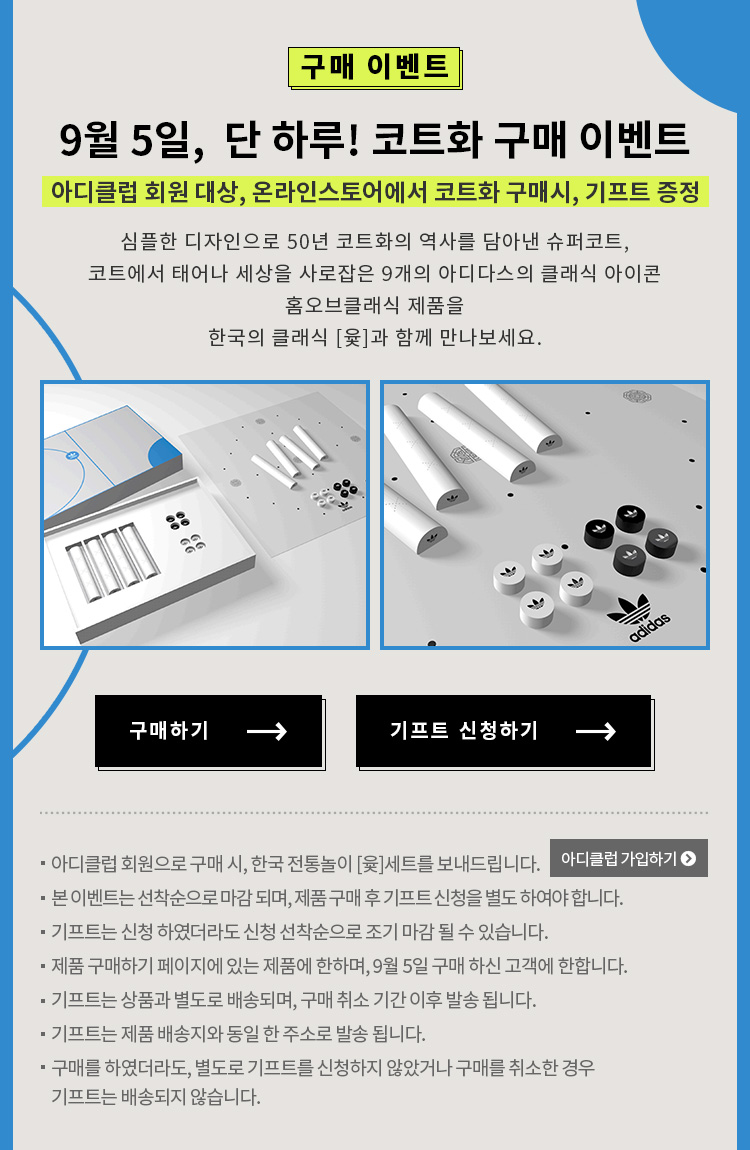 구매 이벤트
9월 5일, 단 하루! 코트화 구매 이벤트
아디클럽 회원 대상, 온라인스토어에서 코트화 구매시, 기프트 증정
심플한 디자인으로 50년 코트화의 역사를 담아낸 슈퍼코트,
코트에서 태어나 세상을 사로잡은 9개의 아디다스의 클래식 아이콘
홈오브클래식 제품을
한국의 클래식 [윷]과 함께 만나보세요.
adidas
구매하기
기프트 신청하기
아디클럽 회원으로 구매 시, 한국 전통놀이 [윷]세트를 보내드립니다.
아디클럽 가입하기
본 이벤트는 선착순으로 마감 되며, 제품 구매 후 기프트 신청을 별도 하여야 합니다.
기프트는 신청 하였더라도 신청 선착순으로 조기 마감 될 수 있습니다.
제품 구매하기 페이지에 있는 제품에 한하며, 9월 5일 구매 하신 고객에 한합니다.
기프트는 상품과 별도로 배송되며, 구매 취소 기간 이후 발송 됩니다.
기프트는 제품 배송지와 동일 한 주소로 발송 됩니다.
구매를 하였더라도, 별도로 기프트를 신청하지 않았거나 구매를 취소한 경우
기프트는 배송되지 않습니다.